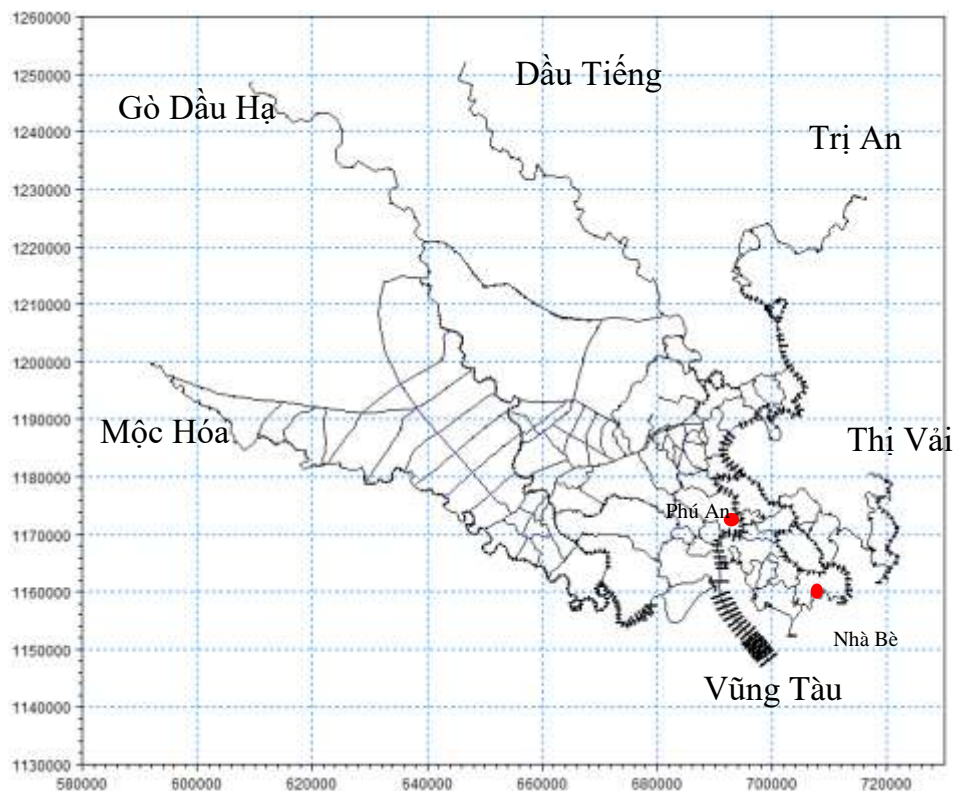 1260000
1250000
Dầu Tiếng
Gò Dầu Hạ
1240000
Trị An
1230000
1220000
1210000
1200000
1190000
Mộc Hóa
Thị Vải
1180000
Phú An
1170000
1160000
Nhà Bè
1150000
Vũng Tàu
1140000
1130000
580000 600000 620000 640000 660000 680000 700000 720000